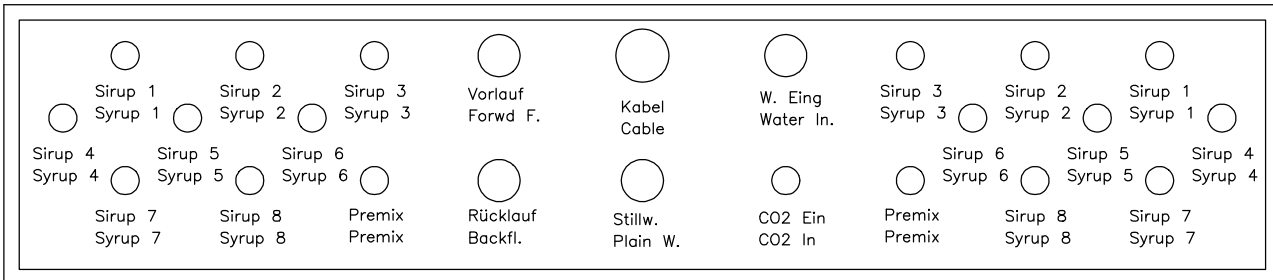 Sirup 1
Syrup 1
Sirup 2
Syrup 2
Sirup 3
Syrup 3
Vorlauf
Forwd F.
Kabel
Cable
W. Eing
Water In.
Sirup 3
Syrup 3
Sirup 2
Syrup 2
Sirup 1
Syrup 1
Sirup 4
Syrup 4
Sirup 5
Syrup 5
Sirup 6
Syrup 6
Sirup 6
Syrup 6
Sirup 5
Syrup 5
Sirup 4
Syrup 4
Sirup 7
Syrup 7
Sirup 8
Syrup 8
Premix
Premix
Rücklauf
Backfl.
Stillw.
Plain W.
CO2 Ein
CO2 In
Premix
Premix
Sirup 8
Syrup 8
Sirup 7
Syrup 7